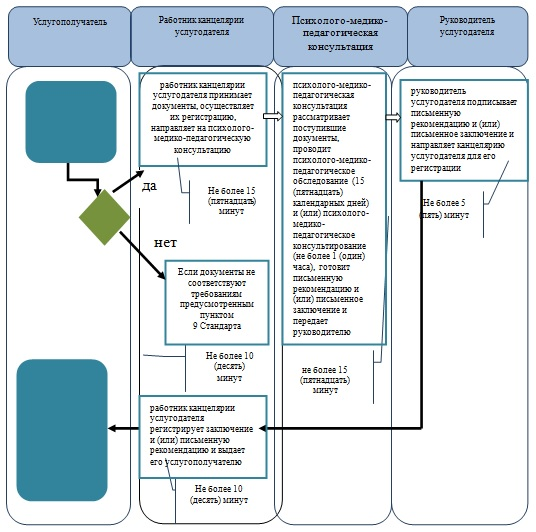 Услугополучатель
Работник канцелярии
услугодателя
Психолого-медико-
педагогическая
консультация
Руководитель
услугодателя
работник канцелярии
услугодателя принимает
документы, осуществляет
их регистрацию,
направляет на психолого-
медико-педагогическую
консультацию
психолого-медико-
педагогическая
консультация
рассматривает
поступившие
документы,
проводит
психолого-медико-
педагогическое
обследование (15
(пятнадцать)
календарных дней)
и (или) психолого-
медико-
педагогическое
консультирование
(не более 1 (один)
часа), готовит
письменную
рекомендацию и
(или) письменное
заключение и
передает
руководителю
руководитель
услугодателя подписывает
письменную
рекомендацию и (или)
письменное заключение и
направляет канцелярию
услугодателя для его
регистрации
да
Не более 15
(пятнадцать)
минут
Не более 5
(пять) минут
нет
Если документы не
соответствуют
требованиям
предусмотренным
пунктом
9 Стандарта
Не более 10
(десять)
минут
не более 15
(пятнадцать)
минут
работник канцелярии
услугодателя
регистрирует заключение
и (или) письменную
рекомендацию и выдает
его услугополучателю
Не более 10
(десять) минут